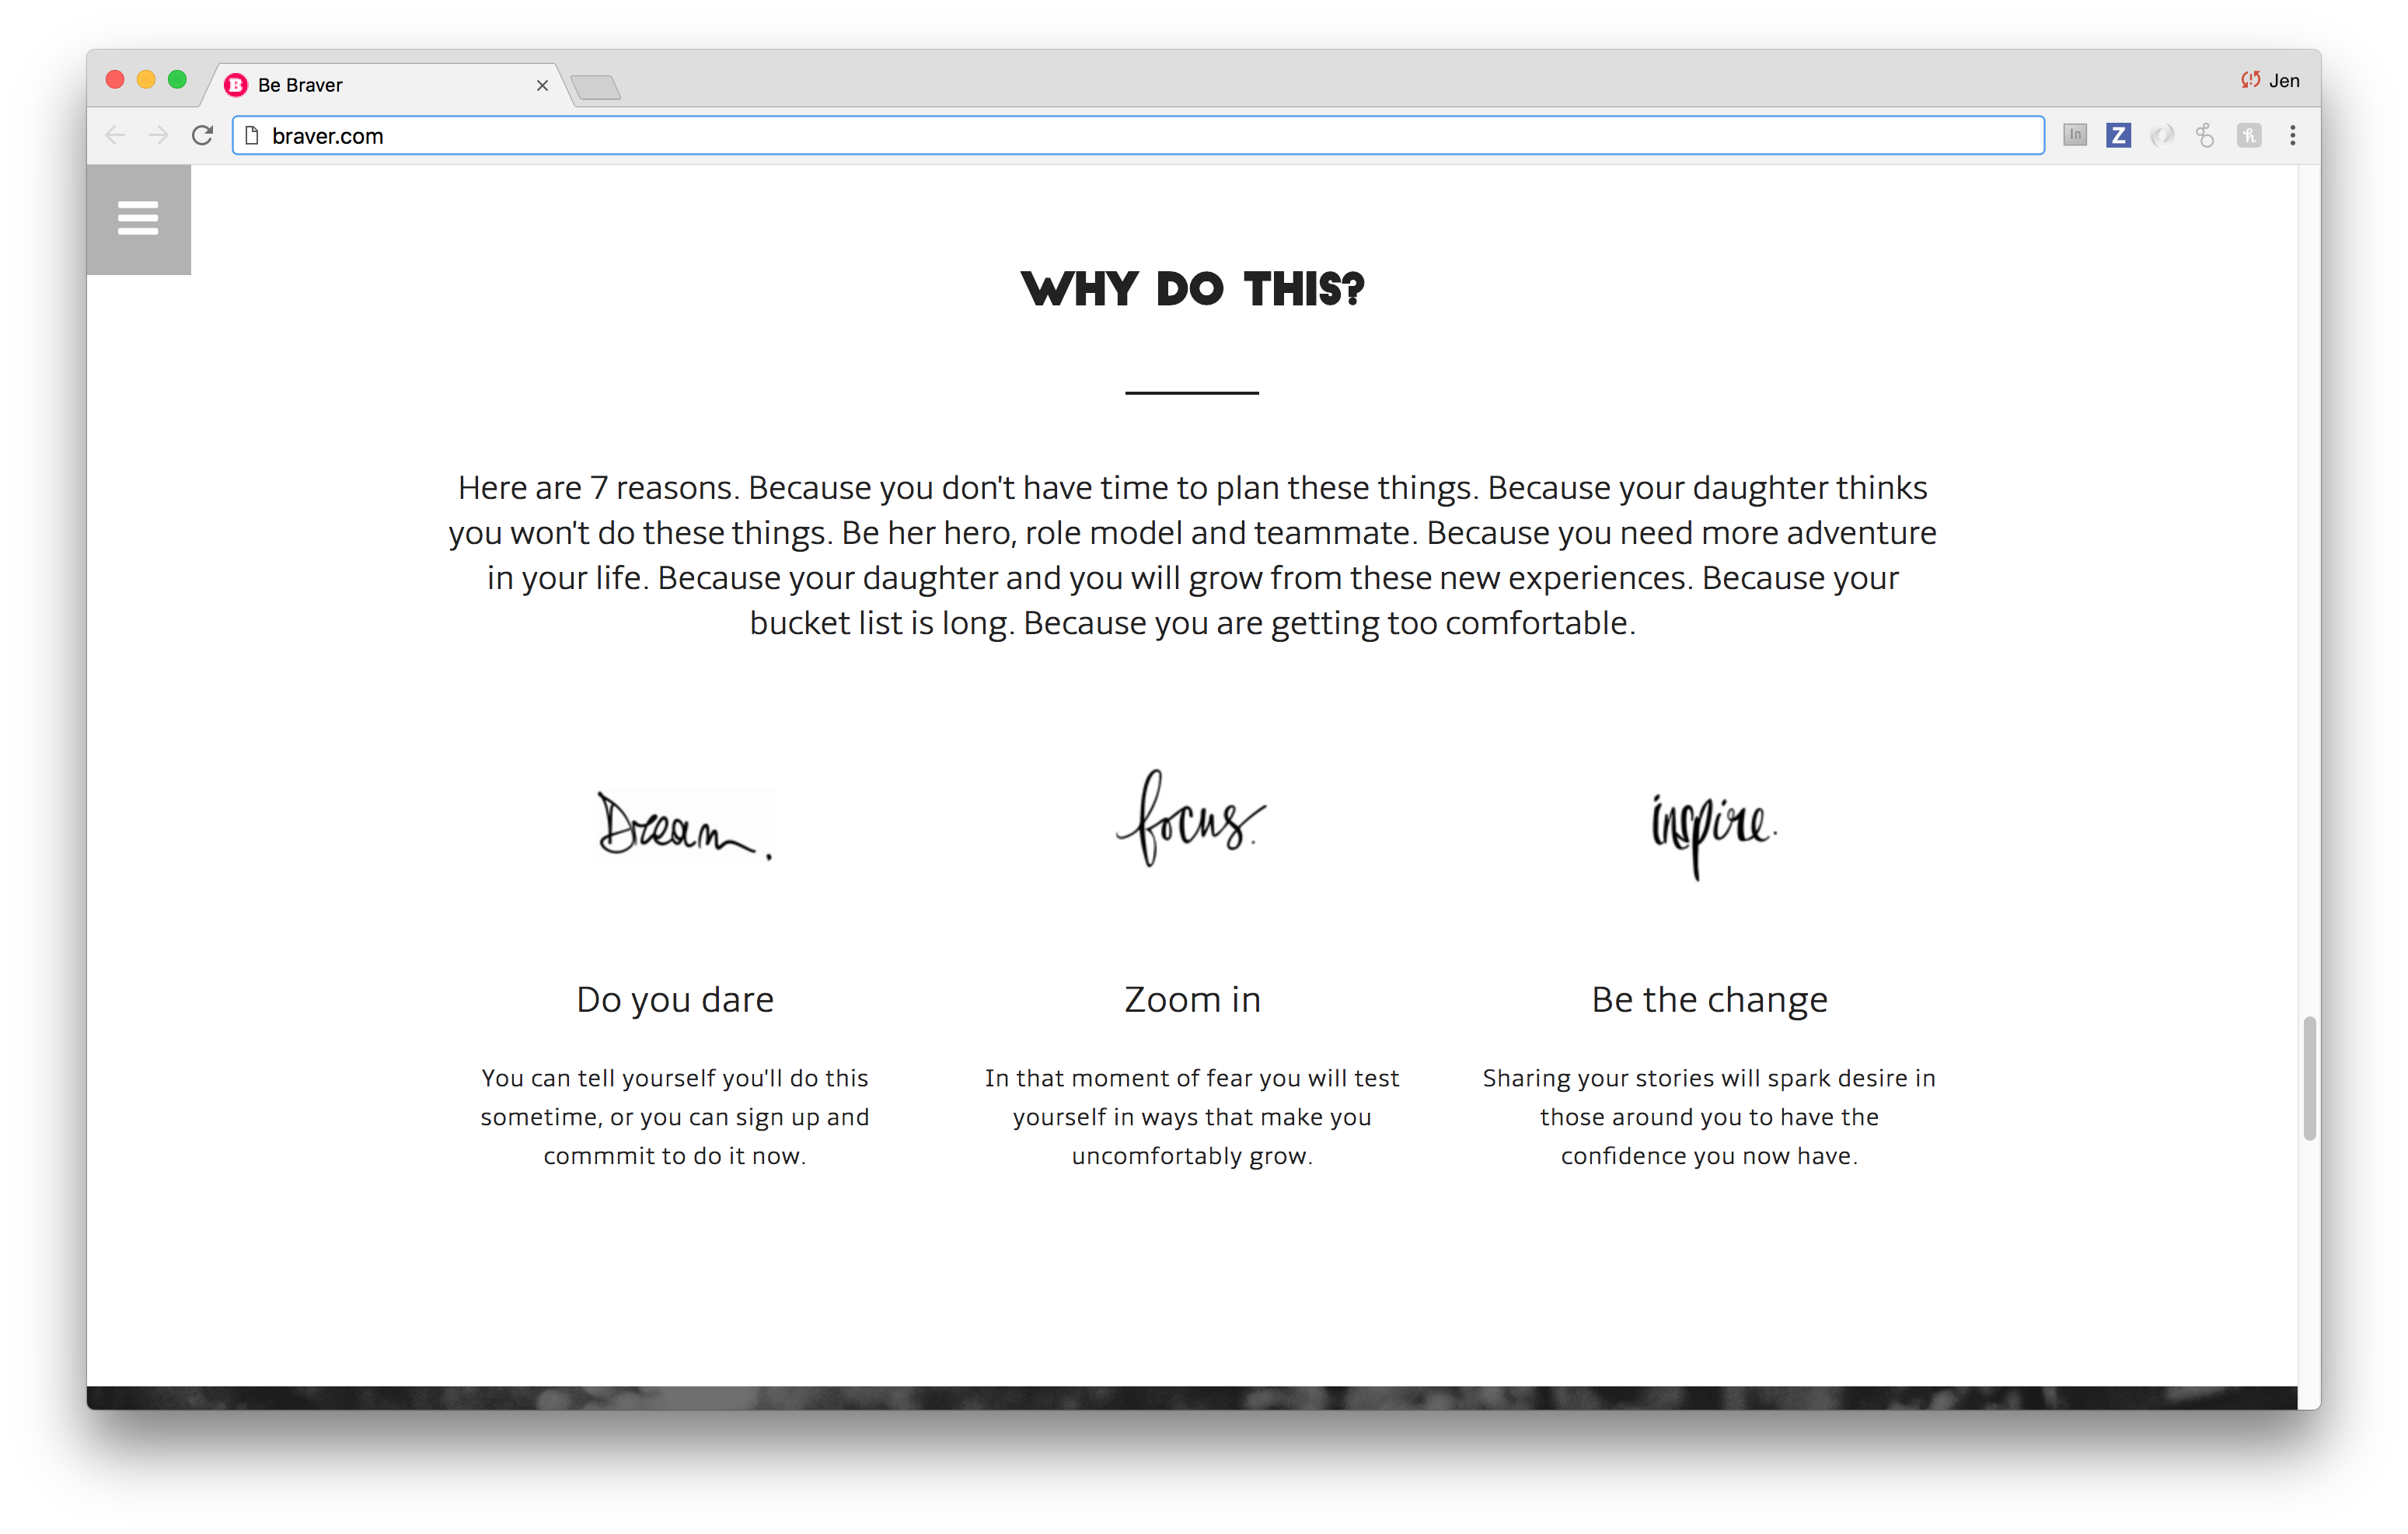 Be Braver
Jen
braver.com
In
Z
WHY DO THIS?
Here are 7 reasons. Because you don't have time to plan these things. Because your daughter thinks
you won't do these things. Be her hero, role model and teammate. Because you need more adventure
in your life. Because your daughter and you will grow from these new experiences. Because your
bucket list is long. Because you are getting too comfortable.
Dream.
focus.
inspire.
Do you dare
Zoom in
Be the change
You can tell yourself you'll do this
sometime, or you can sign up and
commmit to do it now.
In that moment of fear you will test
yourself in ways that make you
uncomfortably grow.
Sharing your stories will spark desire in
those around you to have the
confidence you now have.